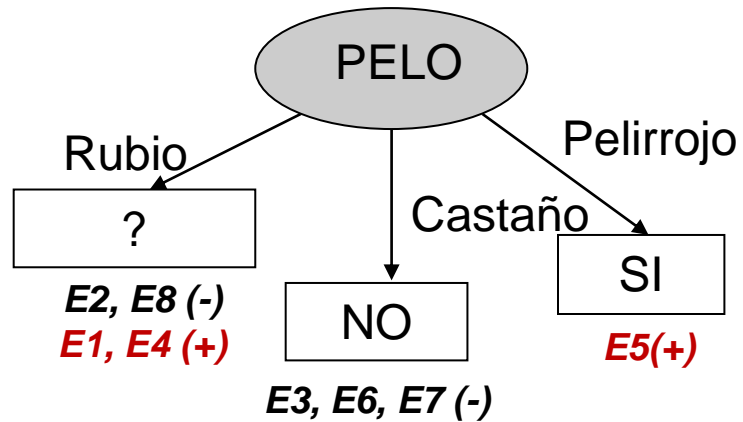 PELO
Rubio
Pelirrojo
Castaño
?
NO
SI
E2, E8 (-)
E1, E4 (+)
E3, E6, E7 (-)
E5(+)